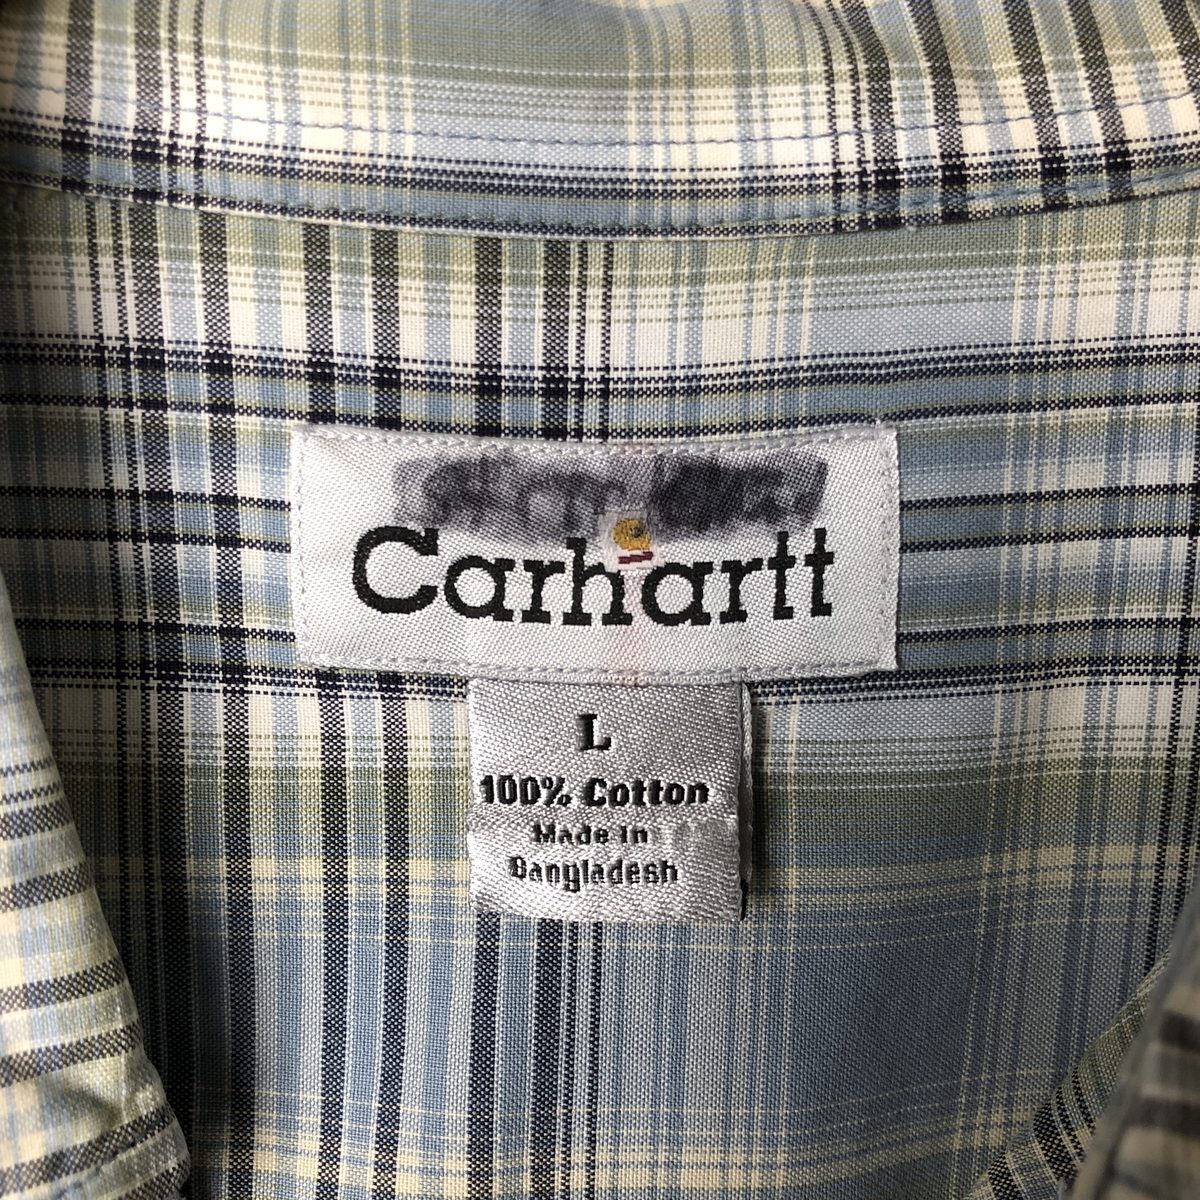 Carhartt
L
100% Cotton
Made in
Bangladesh